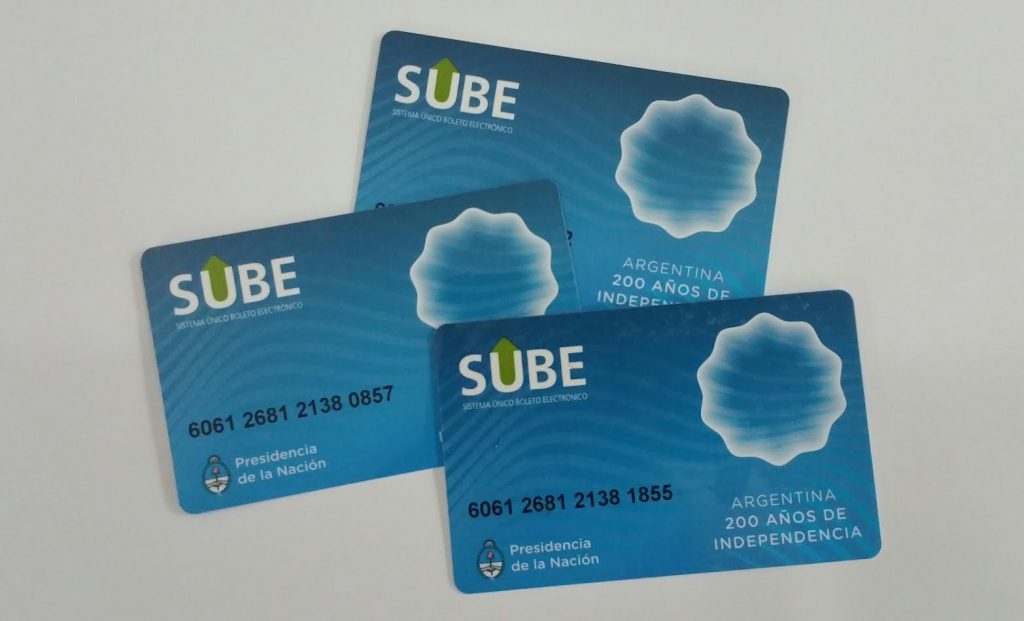 SUBE
SISTEMA ÚNICO BOLETO ELECTRÓNICO
ARGENTINA
200 AÑOS DE
SUBE
SISTEMA ÚNICO BOLETO ELECTRÓNICO
6061 2681 2138 0857
Presidencia
de la Nación
SUBE
SISTEMA ÚNICO BOLETO ELECTRÓNICO
6061 2681 2138 1855
Presidencia
de la Nación
ARGENTINA
200 AÑOS DE
INDEPENDENCIA